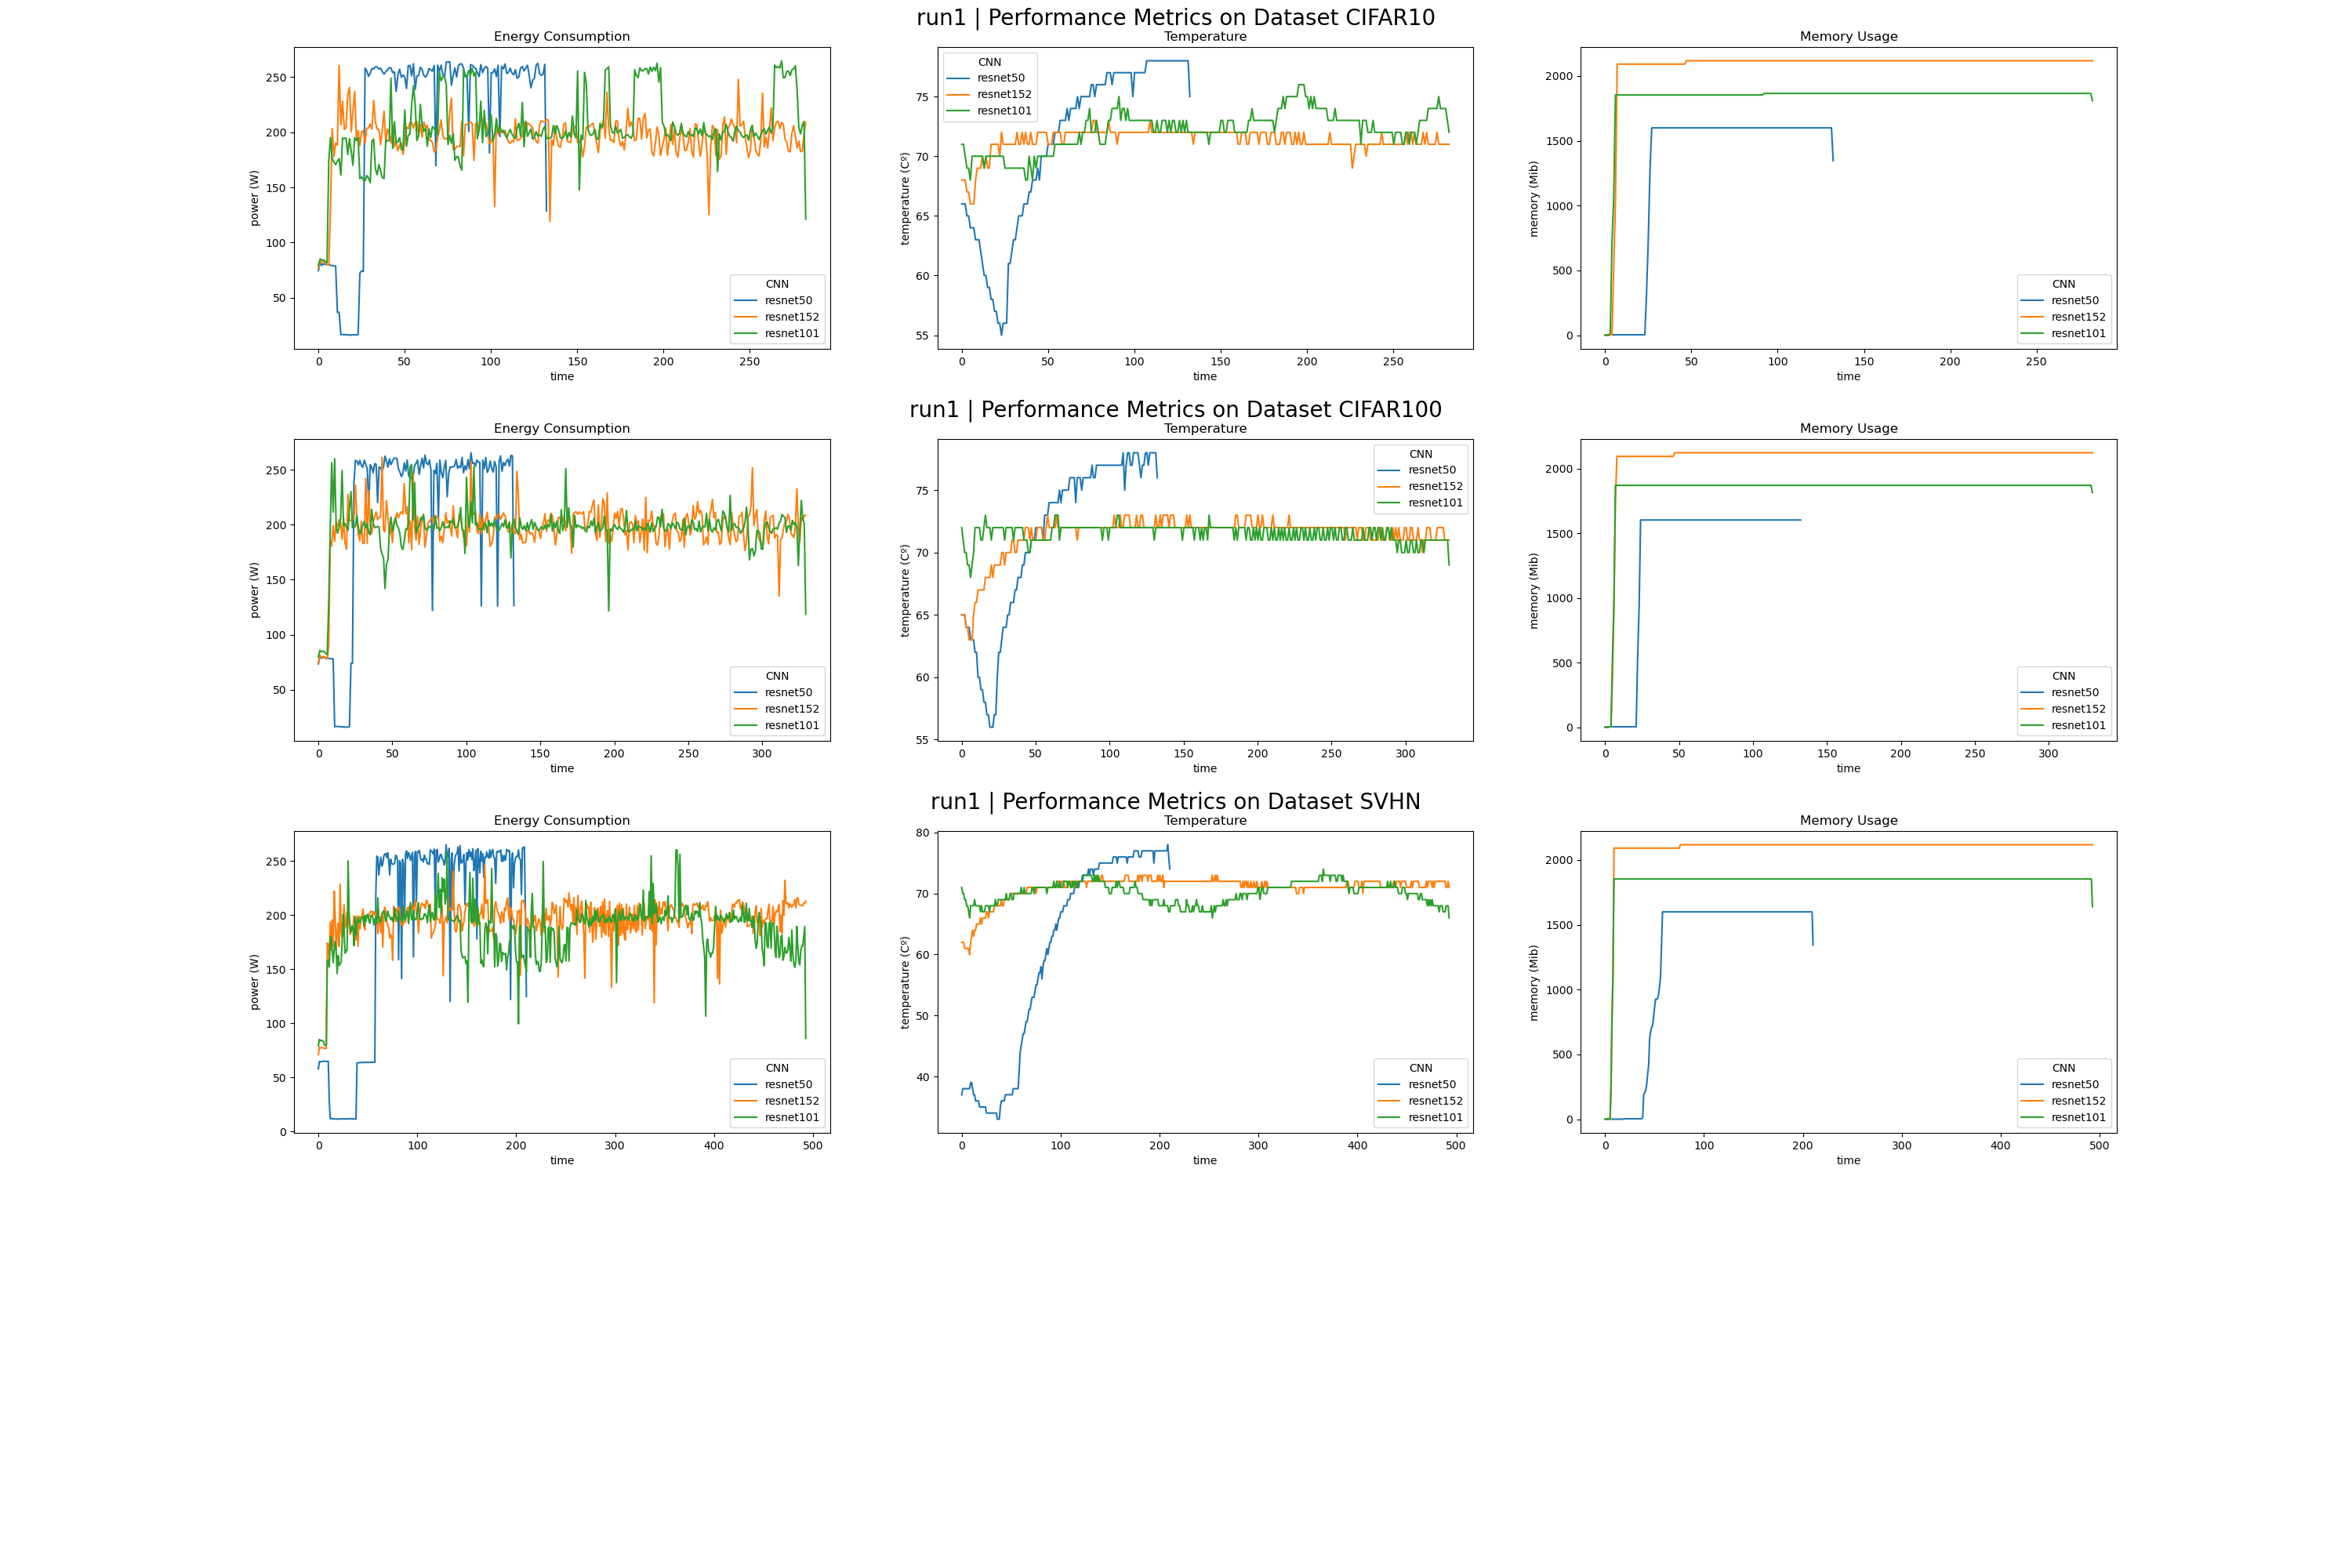 run1 | Performance Metrics on Dataset CIFAR10
Energy Consumption
power (W)
250
200
150
100
50
0 50 100 150 200 250
time
CNN
resnet50
resnet152
resnet101
Temperature
temperature (Cº)
75
70
65
60
55
0 50 100 150 200 250
time
CNN
resnet50
resnet152
resnet101
Memory Usage
memory (Mib)
2000
1500
1000
500
0
0 50 100 150 200 250
time
CNN
resnet50
resnet152
resnet101
run1 | Performance Metrics on Dataset CIFAR100
Energy Consumption
power (W)
250
200
150
100
50
0 50 100 150 200 250 300
time
CNN
resnet50
resnet152
resnet101
Temperature
temperature (Cº)
75
70
65
60
55
0 50 100 150 200 250 300
time
CNN
resnet50
resnet152
resnet101
Memory Usage
memory (Mib)
2000
1500
1000
500
0
0 50 100 150 200 250 300
time
CNN
resnet50
resnet152
resnet101
run1 | Performance Metrics on Dataset SVHN
Energy Consumption
power (W)
250
200
150
100
50
0
0 100 200 300 400 500
time
CNN
resnet50
resnet152
resnet101
Temperature
temperature (Cº)
80
70
60
50
40
0 100 200 300 400 500
time
CNN
resnet50
resnet152
resnet101
Memory Usage
memory (Mib)
2000
1500
1000
500
0
0 100 200 300 400 500
time
CNN
resnet50
resnet152
resnet101